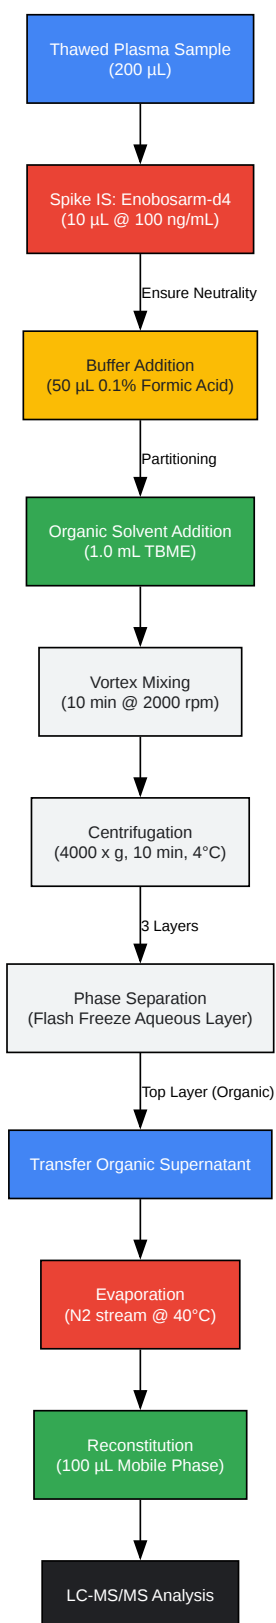 Thawed Plasma Sample
(200 µL)
Spike IS: Enobosarm-d4
(10 µL @ 100 ng/mL)
Ensure Neutrality
Buffer Addition
(50 µL 0.1% Formic Acid)
Partitioning
Organic Solvent Addition
(1.0 mL TBME)
Vortex Mixing
(10 min @ 2000 rpm)
Centrifugation
(4000 x g, 10 min, 4°C)
3 Layers
Phase Separation
(Flash Freeze Aqueous Layer)
Top Layer (Organic)
Transfer Organic Supernatant
Evaporation
(N2 stream @ 40°C)
Reconstitution
(100 µL Mobile Phase)
LC-MS/MS Analysis